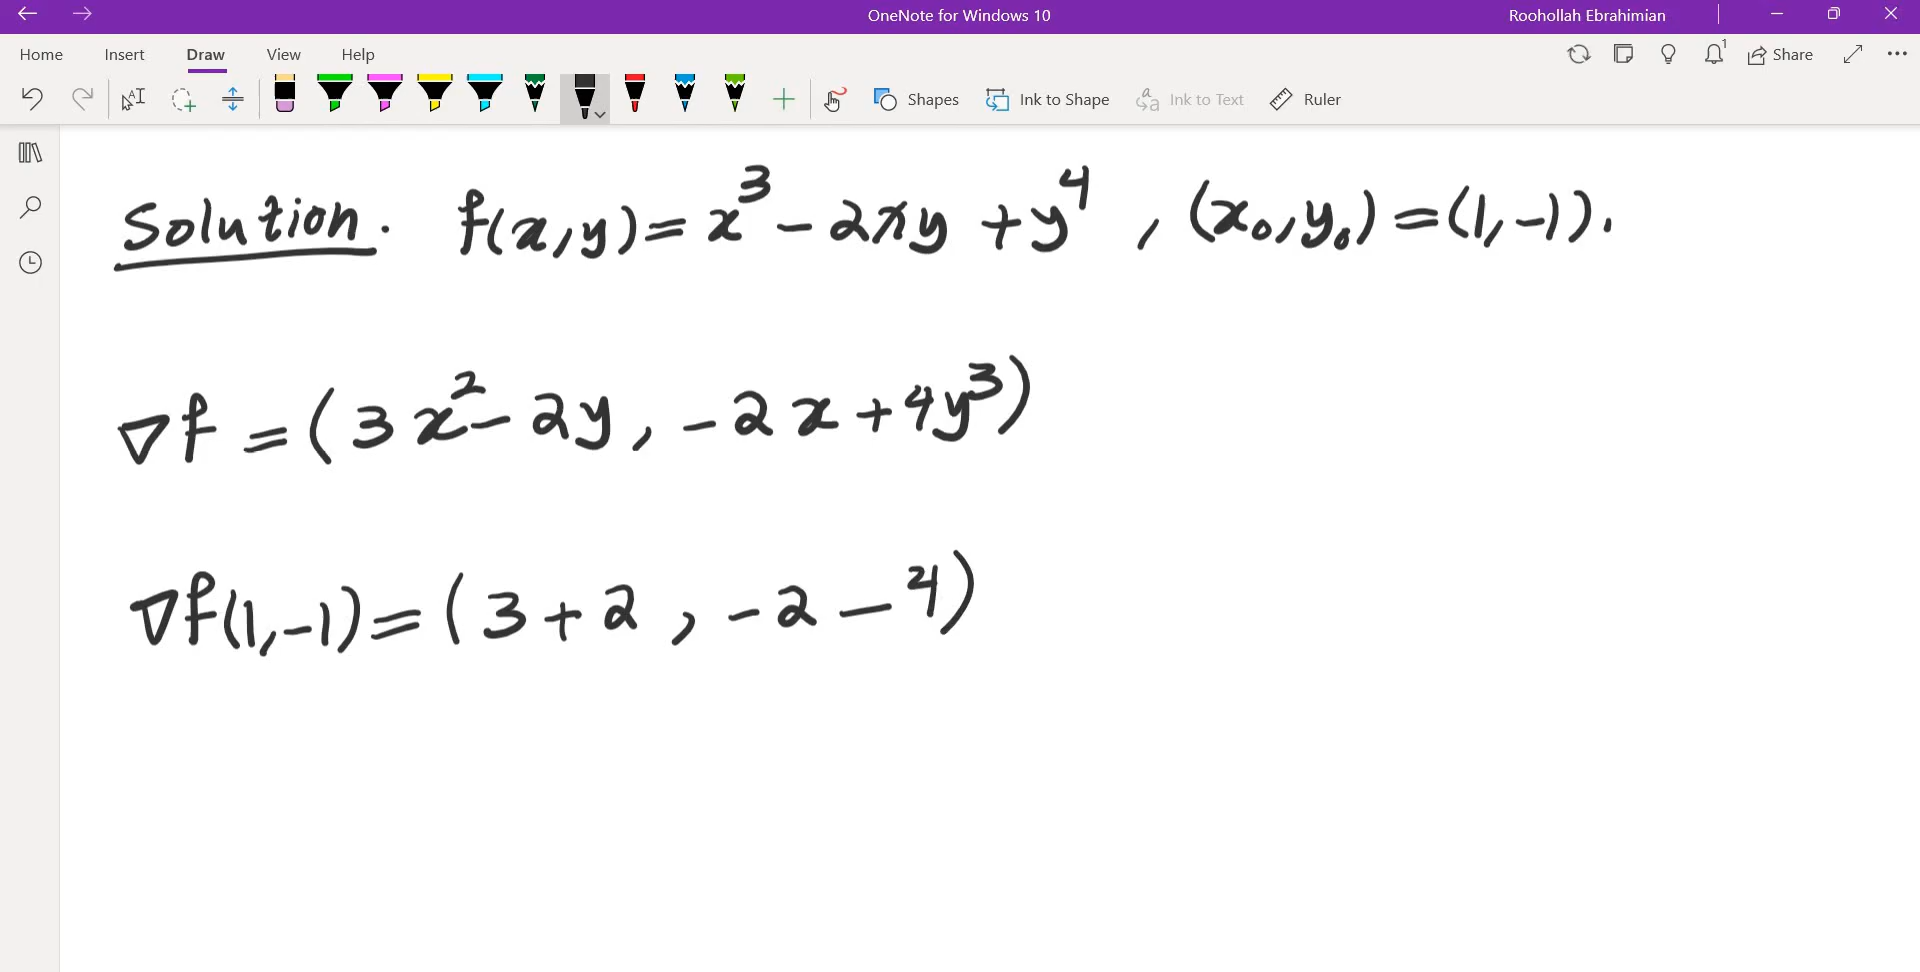 OneNote for Windows 10
Roohollah Ebrahimian
Home Insert Draw View Help
1
Share
Shapes Ink to Shape Ink to Text Ruler
Solution. f(x,y)= x³ - 2xy + y⁴ , (x₀,y₀) = (1,-1).
∇f = (3x² - 2y, -2x + 4y³)
∇f(1,-1) = (3+2, -2-4)